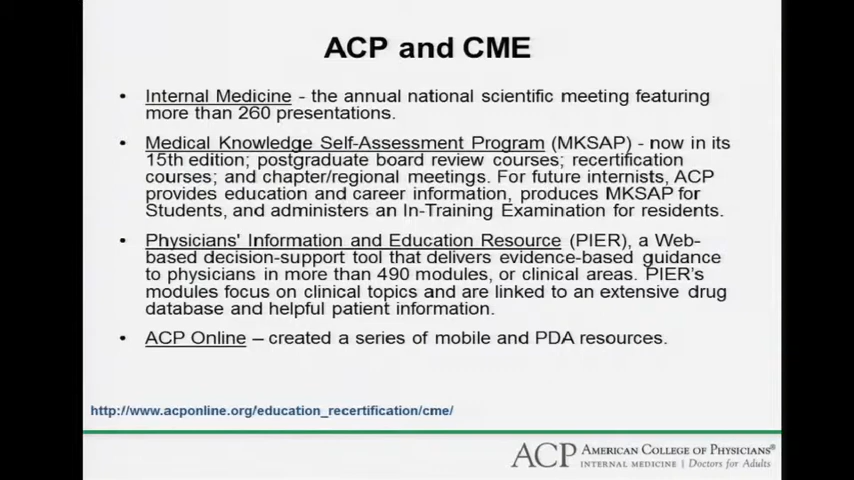 ACP and CME
• Internal Medicine - the annual national scientific meeting featuring
more than 260 presentations.
• Medical Knowledge Self-Assessment Program (MKSAP) - now in its
15th edition; postgraduate board review courses; recertification
courses; and chapter/regional meetings. For future internists, ACP
provides education and career information, produces MKSAP for
Students, and administers an In-Training Examination for residents.
• Physicians' Information and Education Resource (PIER), a Web-
based decision-support tool that delivers evidence-based guidance
to physicians in more than 490 modules, or clinical areas. PIER's
modules focus on clinical topics and are linked to an extensive drug
database and helpful patient information.
• ACP Online – created a series of mobile and PDA resources.
http://www.acponline.org/education_recertification/cme/
ACP AMERICAN COLLEGE OF PHYSICIANS®
INTERNAL MEDICINE | Doctors for Adults